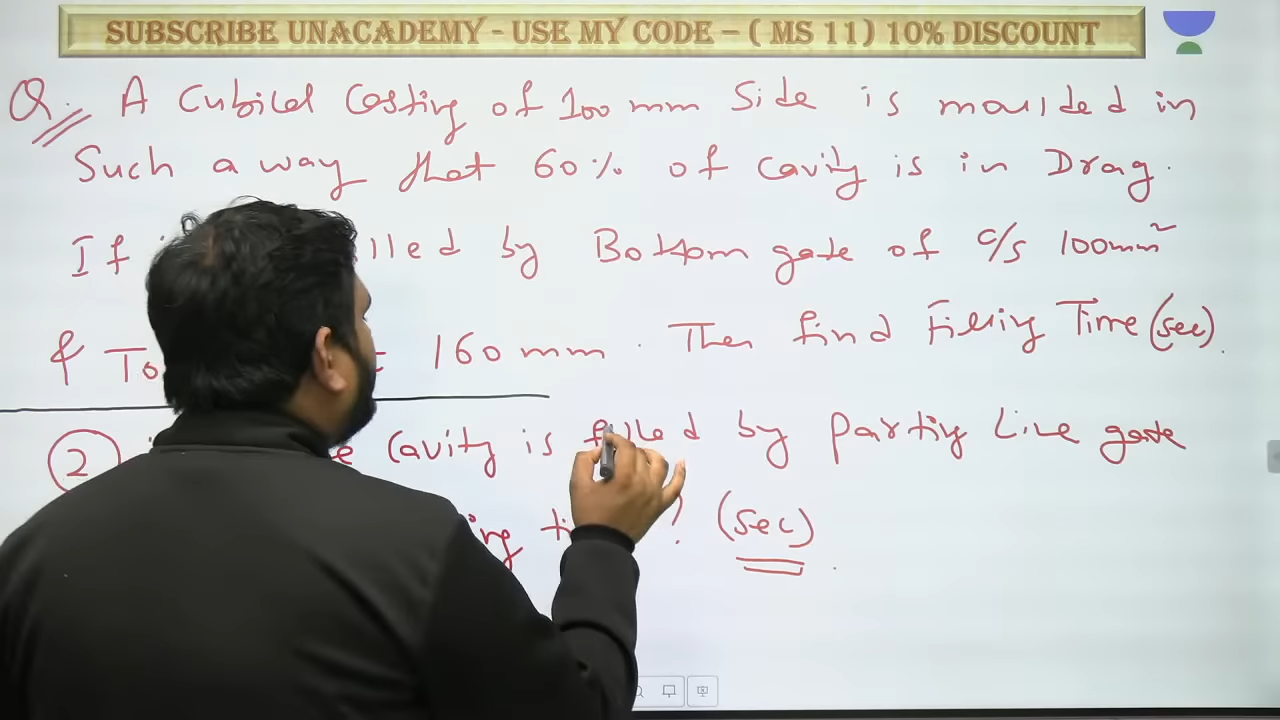 SUBSCRIBE UNACADEMY - USE MY CODE – ( MS 11) 10% DISCOUNT
Q. A Cubical Casting of 100 mm Side is moulded in
Such a way that 60% of Cavity is in Drag.
If lled by Bottom gate of c/s 100mm²
& To 160 mm. Then find Filling Time (sec).
2 Cavity is filled by Parting Line gate
ing ? (Sec).